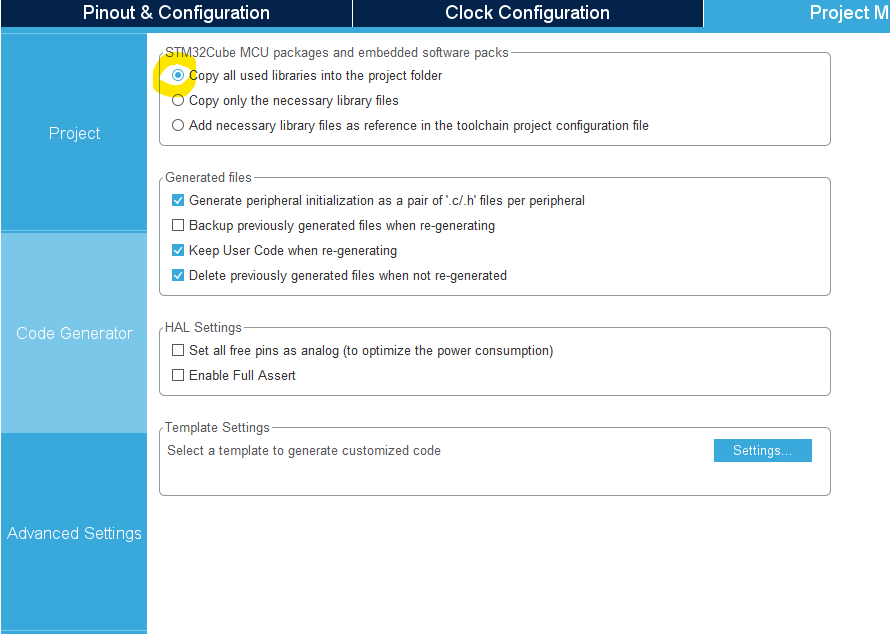 Pinout & Configuration
Clock Configuration
Project M
Project
Code Generator
Advanced Settings
STM32Cube MCU packages and embedded software packs
Copy all used libraries into the project folder
Copy only the necessary library files
Add necessary library files as reference in the toolchain project configuration file
Generated files
Generate peripheral initialization as a pair of '.c/.h' files per peripheral
Backup previously generated files when re-generating
Keep User Code when re-generating
Delete previously generated files when not re-generated
HAL Settings
Set all free pins as analog (to optimize the power consumption)
Enable Full Assert
Template Settings
Select a template to generate customized code
Settings...